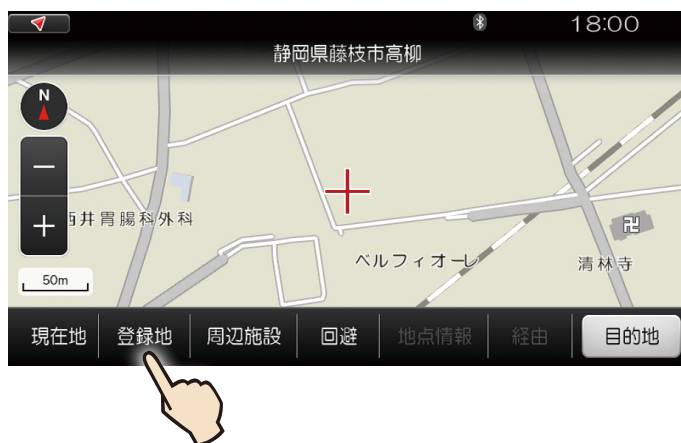 18:00
静岡県藤枝市高柳
N
−
+
酉井胃腸科外科
ベルフィオーレ
清林寺
50m
現在地 登録地 周辺施設 回避 地点情報 経由 目的地